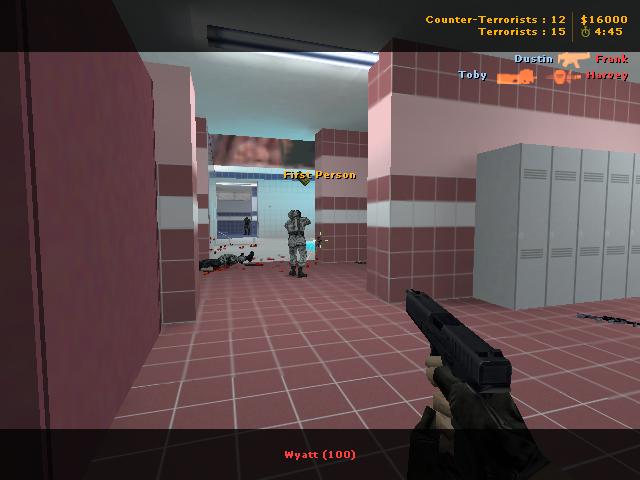 Counter-Terrorists : 12 $16000
Terrorists : 15 4:45
Dustin Frank
Toby Harvey
First Person
Wyatt (100)